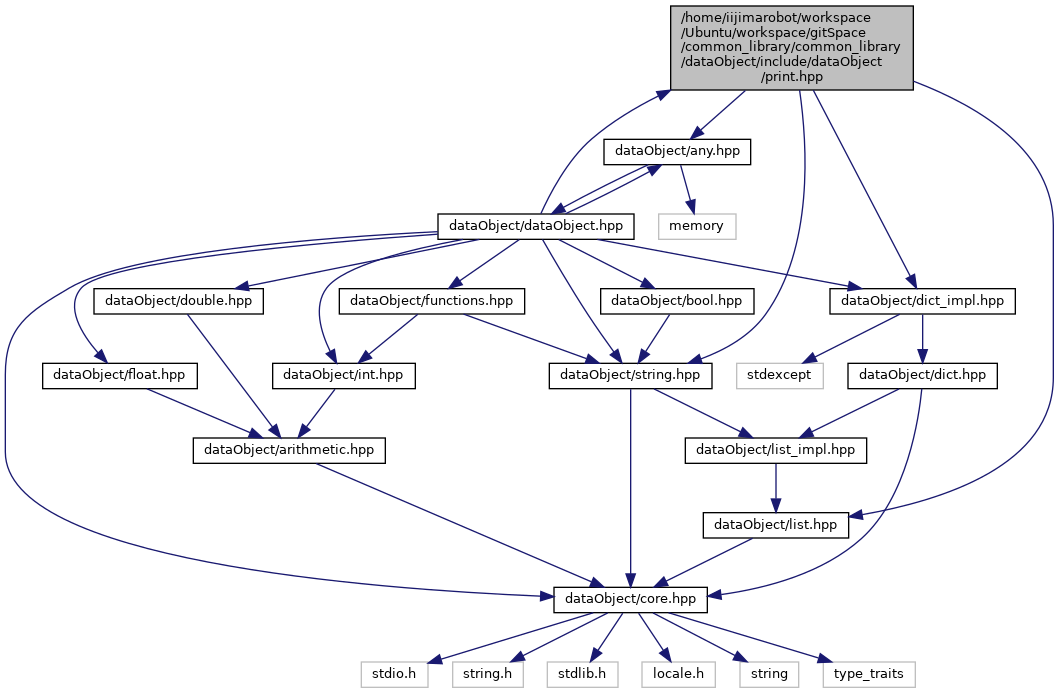 /home/iijimarobot/workspace
/Ubuntu/workspace/gitSpace
/common_library/common_library
/dataObject/include/dataObject
/print.hpp
dataObject/any.hpp
dataObject/dataObject.hpp
memory
dataObject/double.hpp
dataObject/functions.hpp
dataObject/bool.hpp
dataObject/dict_impl.hpp
dataObject/float.hpp
dataObject/int.hpp
dataObject/string.hpp
stdexcept
dataObject/dict.hpp
dataObject/arithmetic.hpp
dataObject/list_impl.hpp
dataObject/list.hpp
dataObject/core.hpp
stdio.h
string.h
stdlib.h
locale.h
string
type_traits